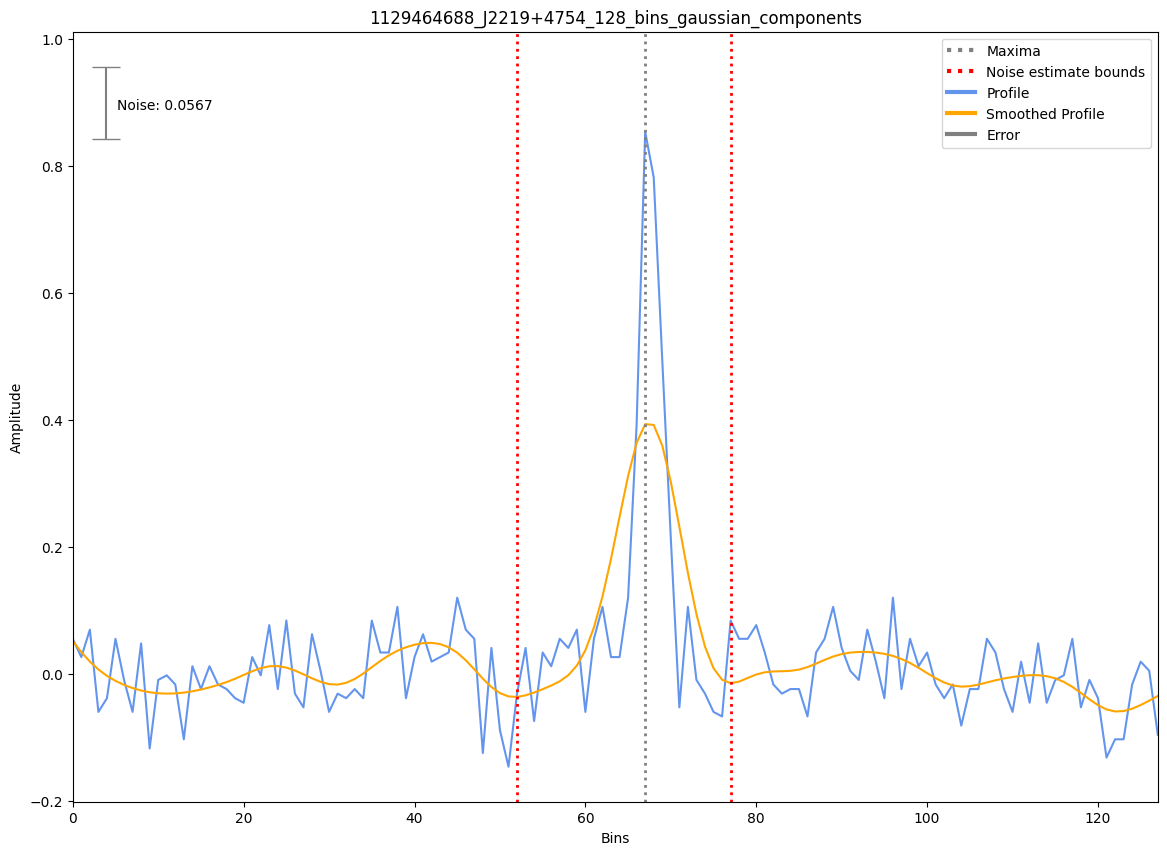 1129464688_J2219+4754_128_bins_gaussian_components
Maxima
Noise estimate bounds
Profile
Smoothed Profile
Error
Noise: 0.0567
Amplitude
1.0
0.8
0.6
0.4
0.2
0.0
−0.2
0 20 40 60 80 100 120
Bins